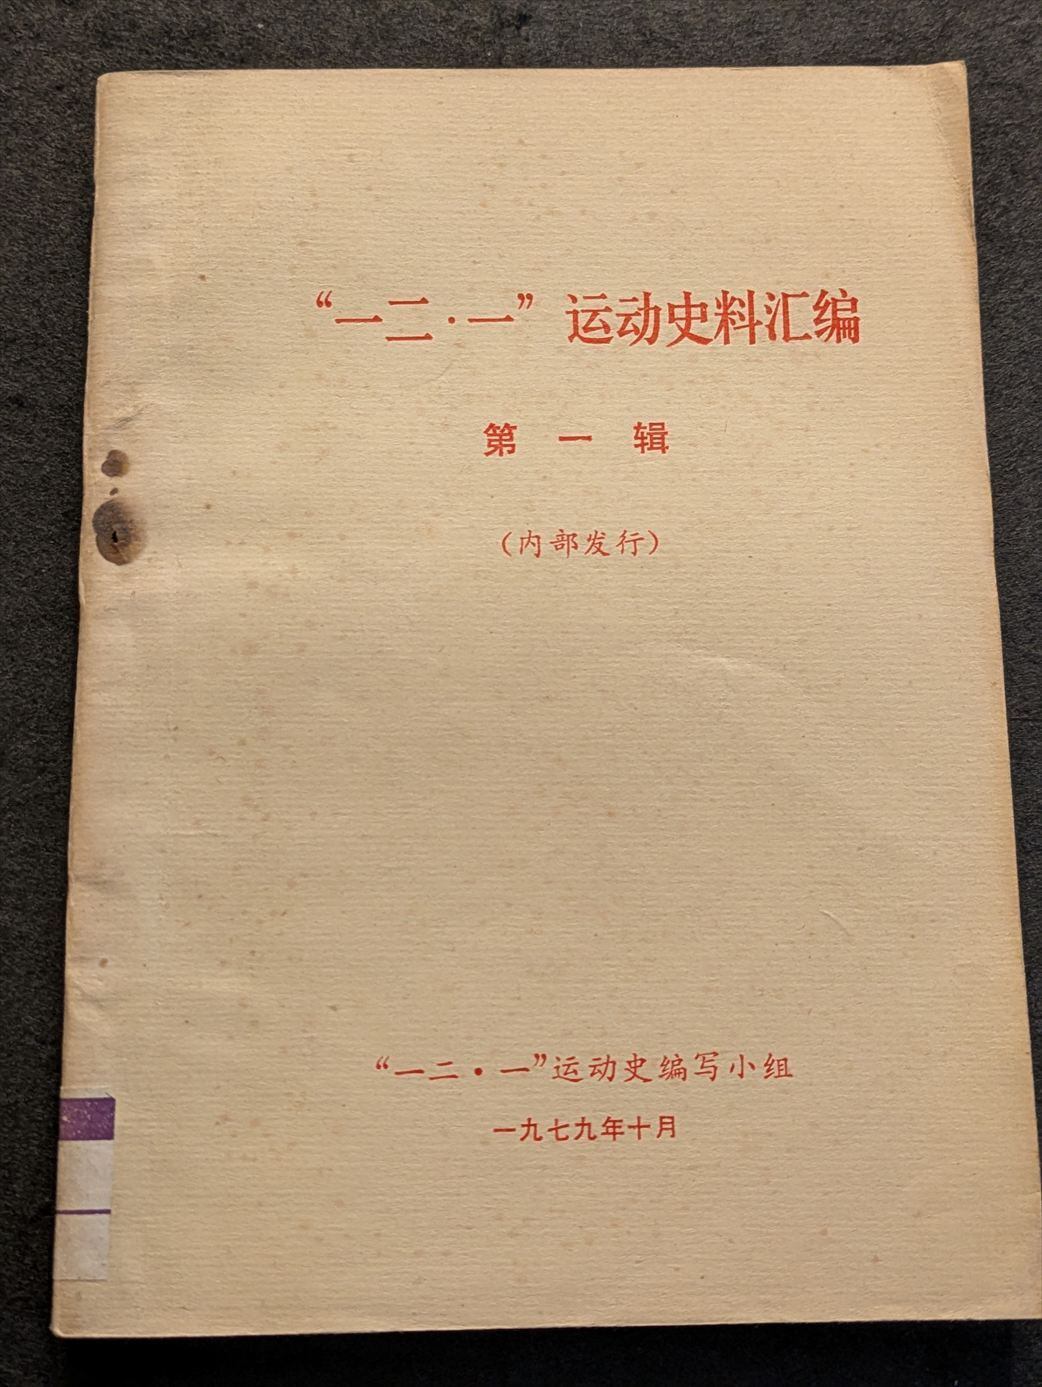 “一二·一”运动史料汇编
第一辑
（内部发行）
“一二·一”运动史编写小组
一九七九年十月